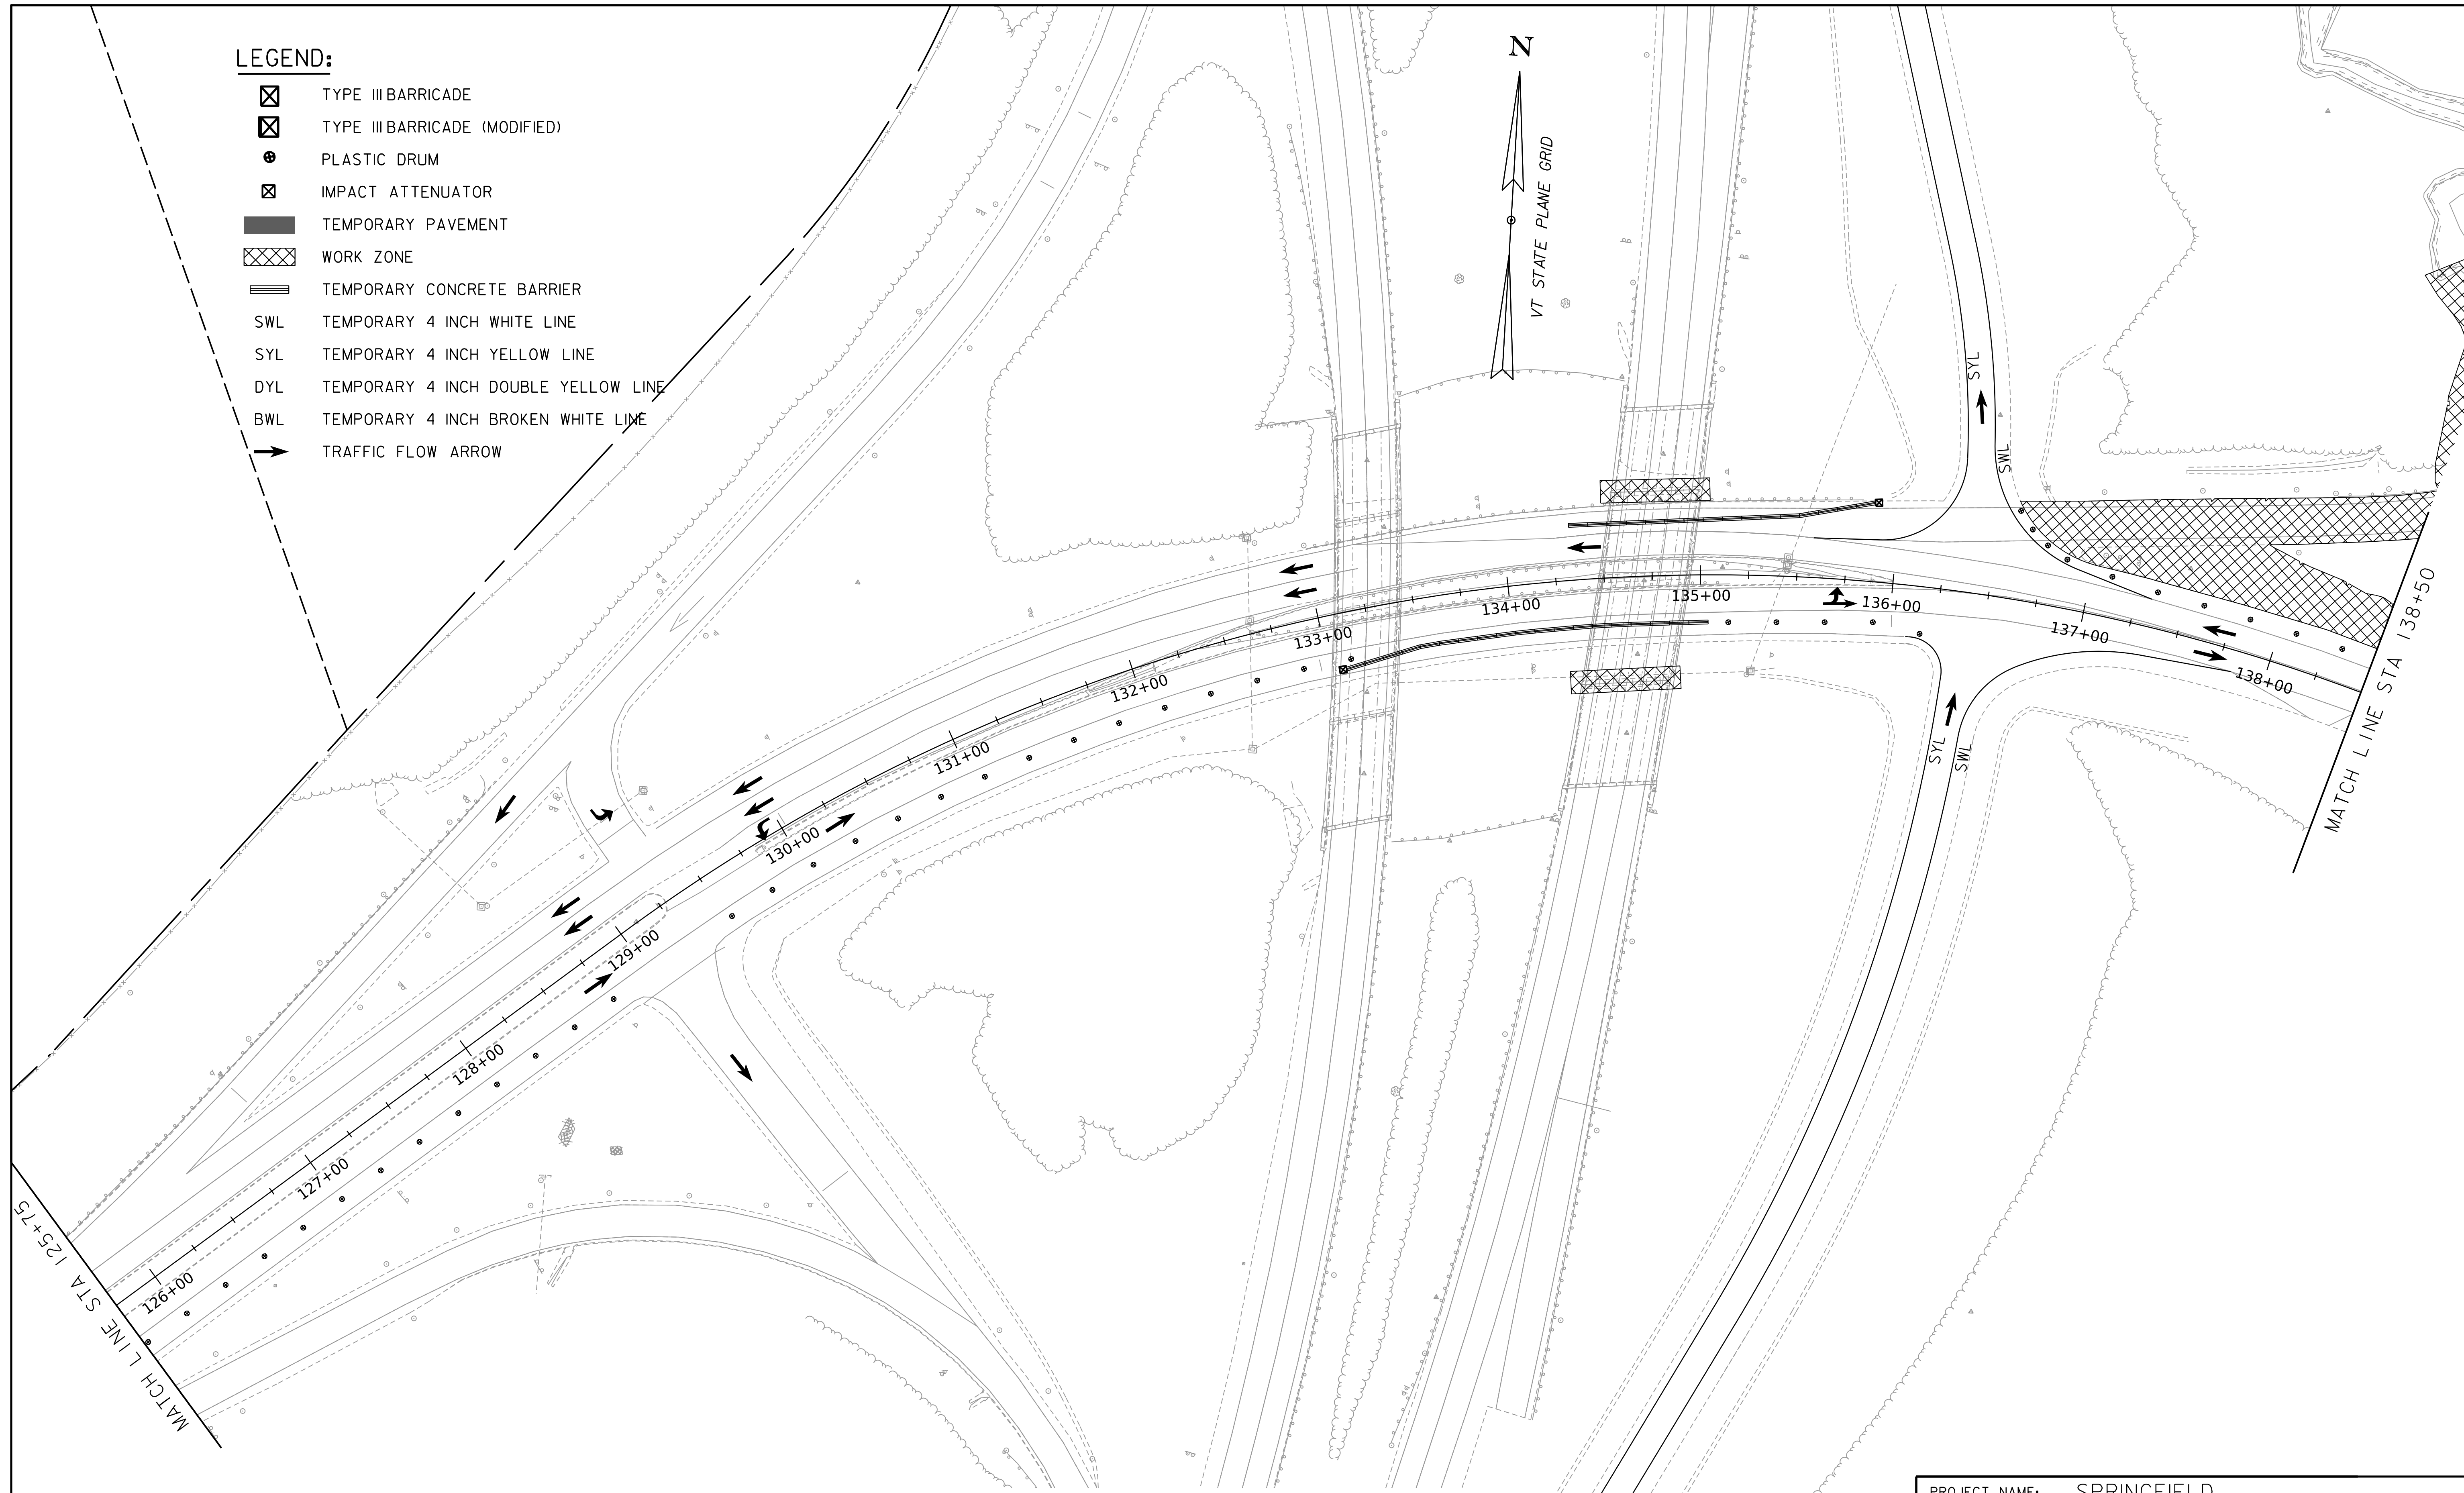 LEGEND:
TYPE III BARRICADE
TYPE III BARRICADE (MODIFIED)
PLASTIC DRUM
IMPACT ATTENUATOR
TEMPORARY PAVEMENT
WORK ZONE
TEMPORARY CONCRETE BARRIER
SWL TEMPORARY 4 INCH WHITE LINE
SYL TEMPORARY 4 INCH YELLOW LINE
DYL TEMPORARY 4 INCH DOUBLE YELLOW LINE
BWL TEMPORARY 4 INCH BROKEN WHITE LINE
TRAFFIC FLOW ARROW
N
VT STATE PLANE GRID
SYL
SWL
MATCH LINE STA 125+75
126+00
127+00
128+00
129+00
130+00
131+00
132+00
133+00
134+00
135+00
136+00
137+00
138+00
SYL
SWL
MATCH LINE STA 138+50
PROJECT NAME: SPRINGFIELD